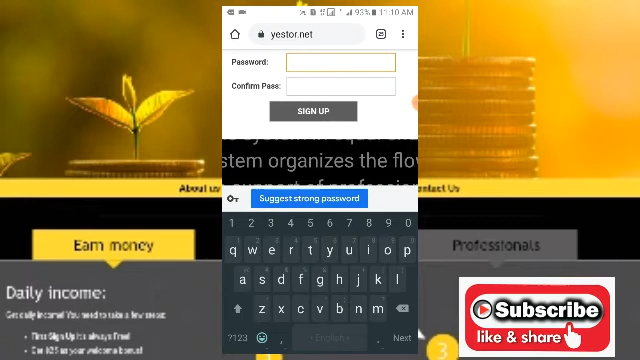 93% 11:10 AM
yestor.net
25
Password:
Confirm Pass:
SIGN UP
stem organizes the flo
About us
ontact Us
Suggest strong password
Earn money
Professionals
1 2 3 4 5 6 7 8 9 0
q w e r t y u i o p
a s d f g h j k l
z x c v b n m
?123 , English . Next
Daily income:
Get daily income! You need to take a few steps:
First Sign Up it's always Free!
Subscribe
like & share
3